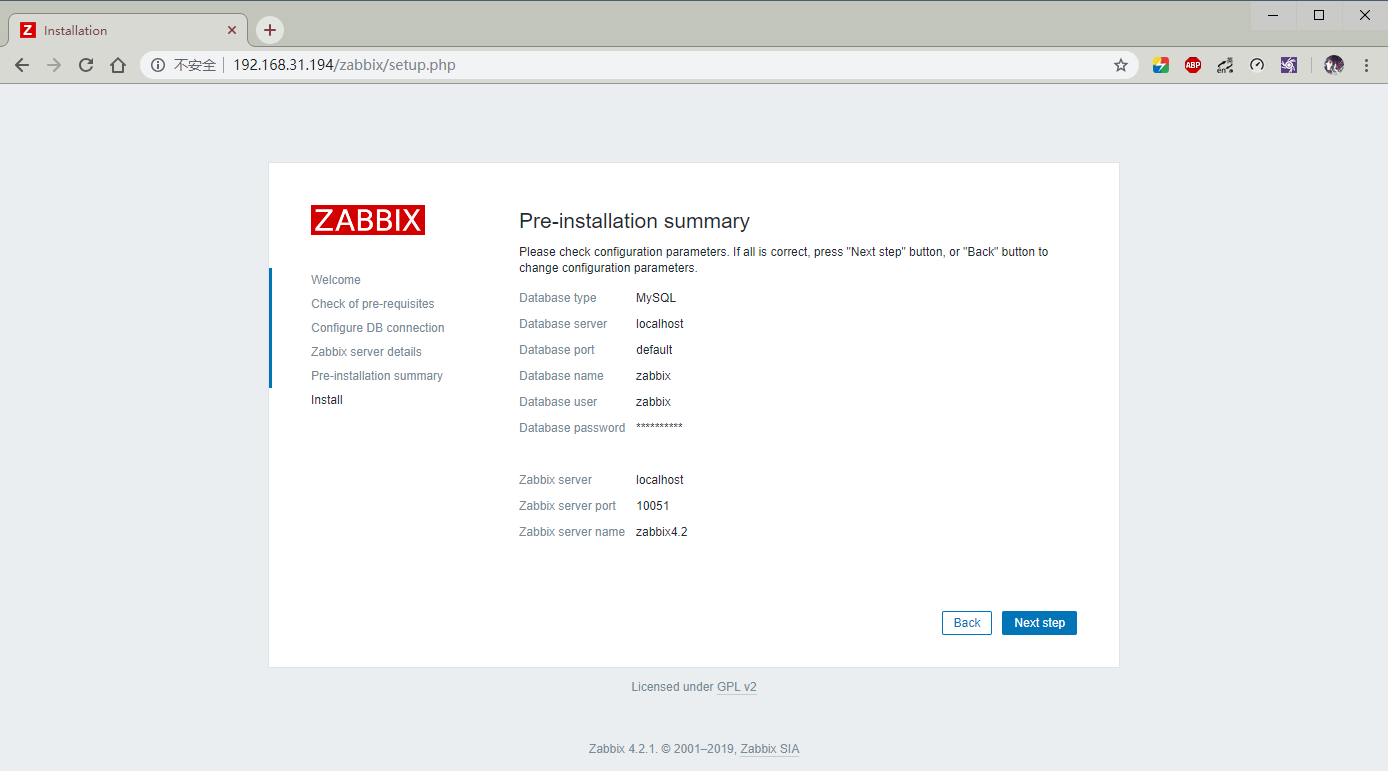 Z Installation
不安全 192.168.31.194/zabbix/setup.php
ABP
en
ZABBIX
Welcome
Check of pre-requisites
Configure DB connection
Zabbix server details
Pre-installation summary
Install
Pre-installation summary
Please check configuration parameters. If all is correct, press "Next step" button, or "Back" button to
change configuration parameters.
Database type MySQL
Database server localhost
Database port default
Database name zabbix
Database user zabbix
Database password **********
Zabbix server localhost
Zabbix server port 10051
Zabbix server name zabbix4.2
Back Next step
Licensed under GPL v2
Zabbix 4.2.1. © 2001–2019, Zabbix SIA